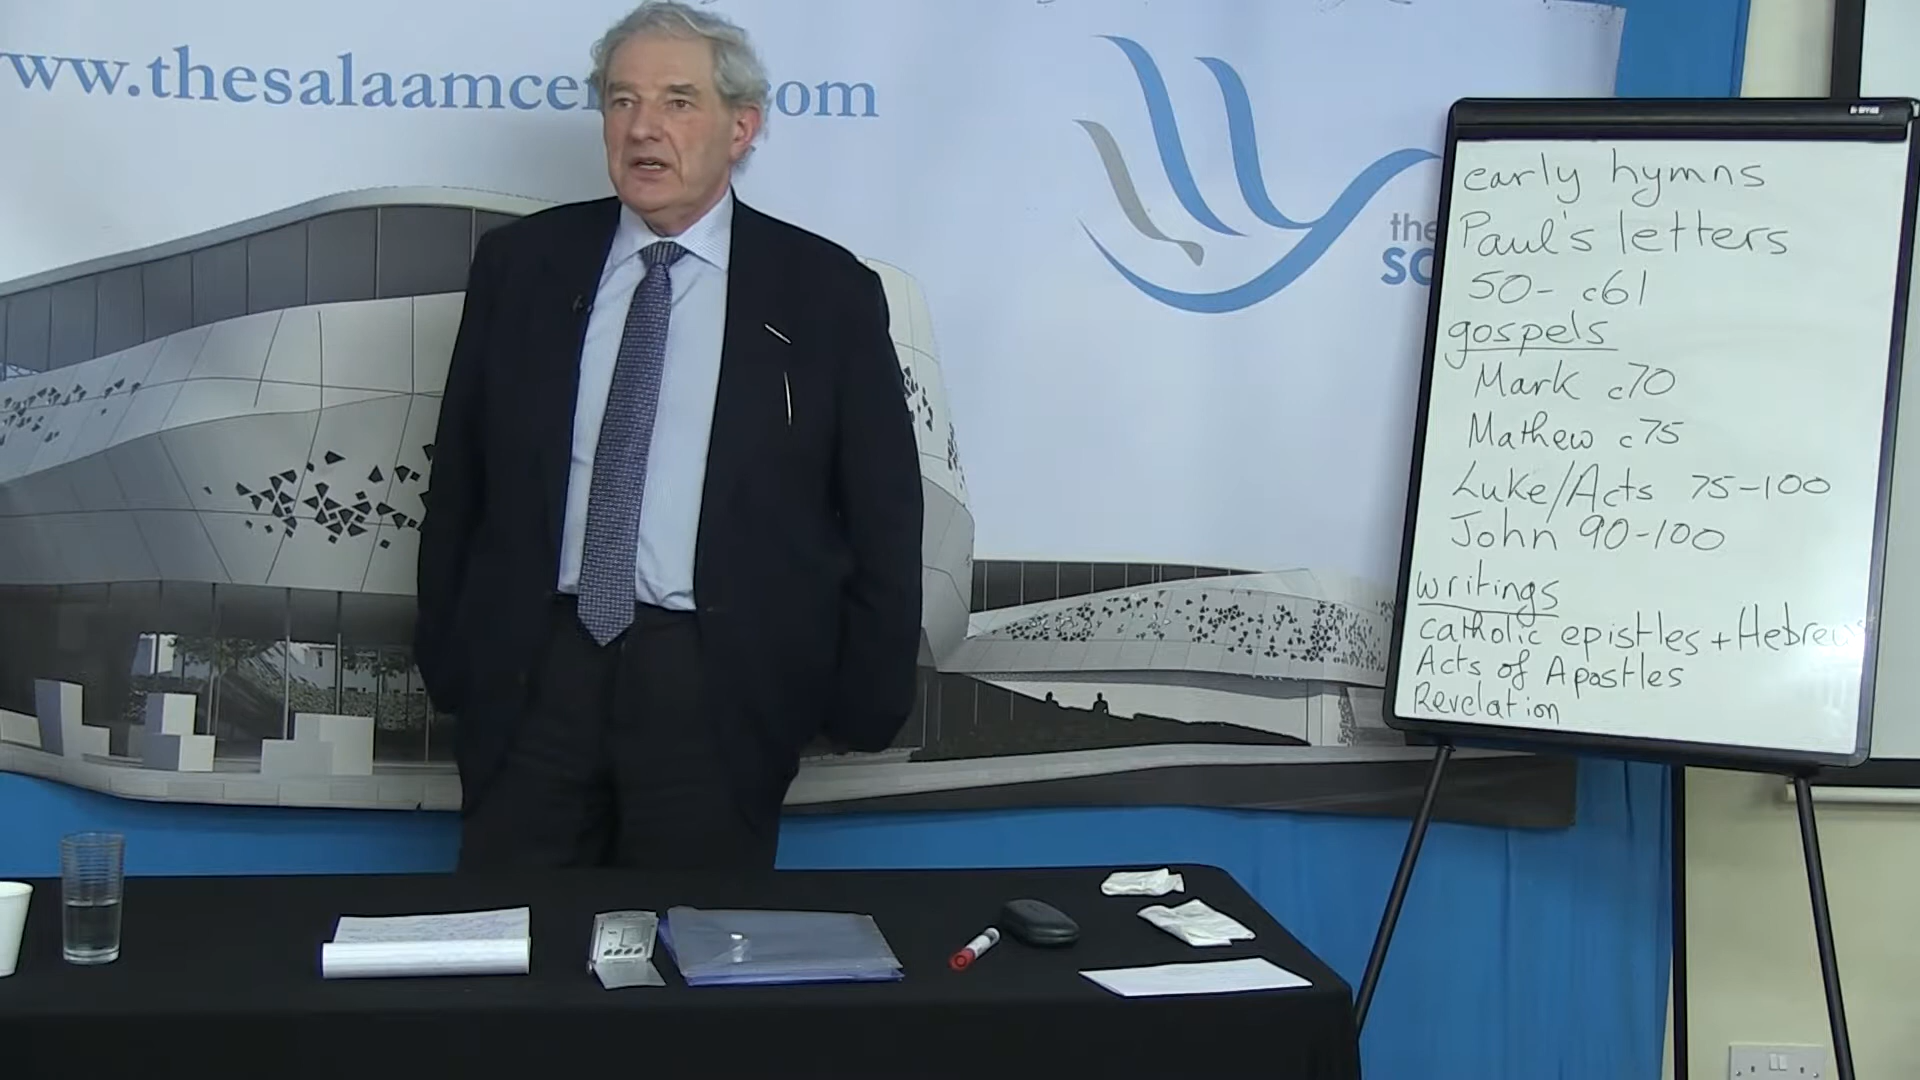 www.thesalaamce
com
the
sc
early hymns
Paul's letters
50- c61
gospels
Mark c70
Mathew c75
Luke/Acts 75-100
John 90-100
writings
catholic epistles + Hebrews
Acts of Apostles
Revelation